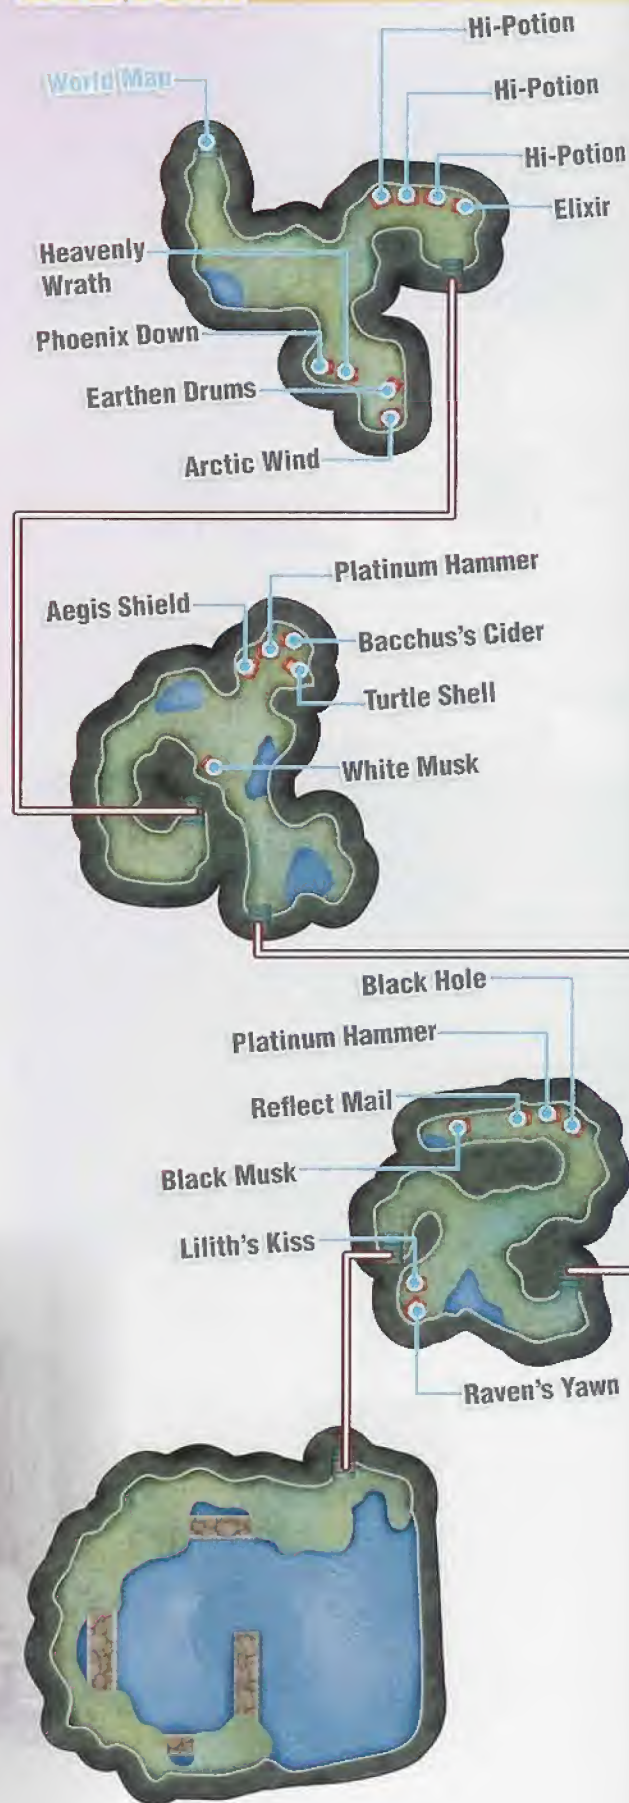 Hi-Potion
World Map
Hi-Potion
Hi-Potion
Elixir
Heavenly
Wrath
Phoenix Down
Earthen Drums
Arctic Wind
Platinum Hammer
Aegis Shield
Bacchus's Cider
Turtle Shell
White Musk
Black Hole
Platinum Hammer
Reflect Mail
Black Musk
Lilith's Kiss
Raven's Yawn